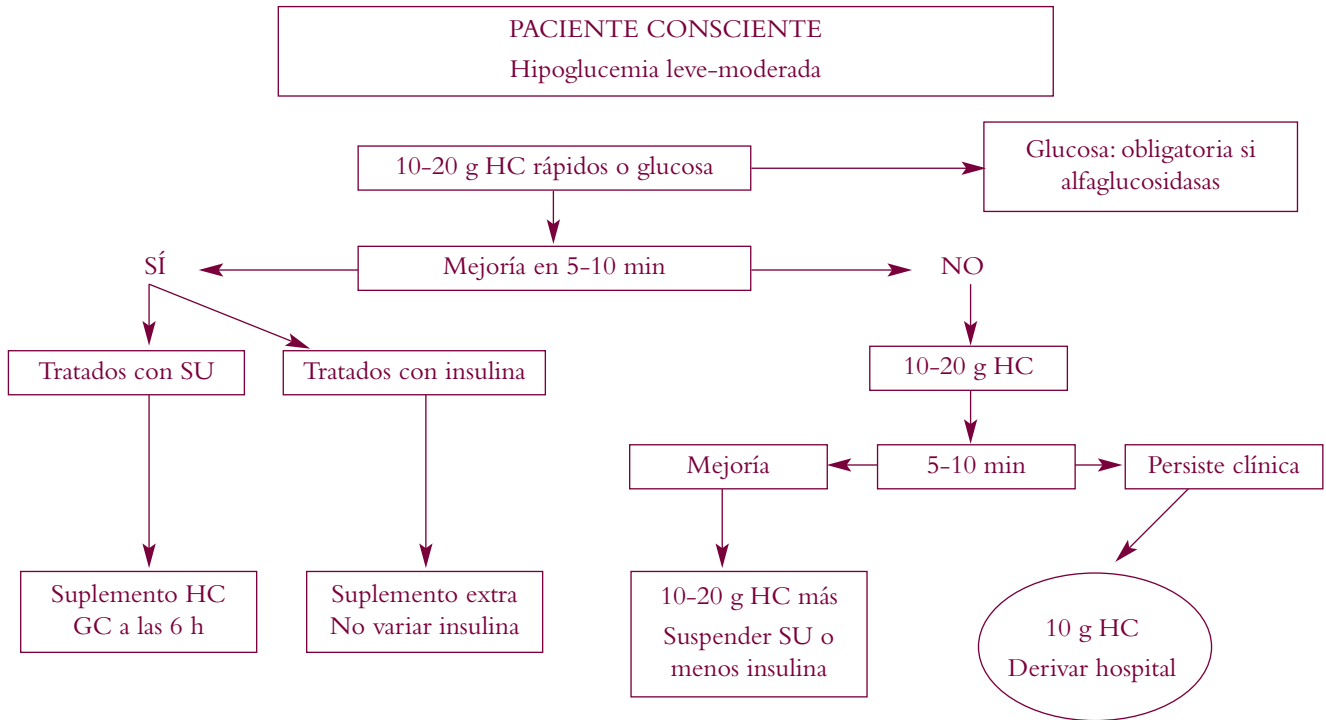 PACIENTE CONSCIENTE
Hipoglucemia leve-moderada
10-20 g HC rápidos o glucosa
Glucosa: obligatoria si
alfaglucosidasas
SÍ
Mejoría en 5-10 min
NO
Tratados con SU
Tratados con insulina
10-20 g HC
Mejoría
5-10 min
Persiste clínica
Suplemento HC
GC a las 6 h
Suplemento extra
No variar insulina
10-20 g HC más
Suspender SU o
menos insulina
10 g HC
Derivar hospital